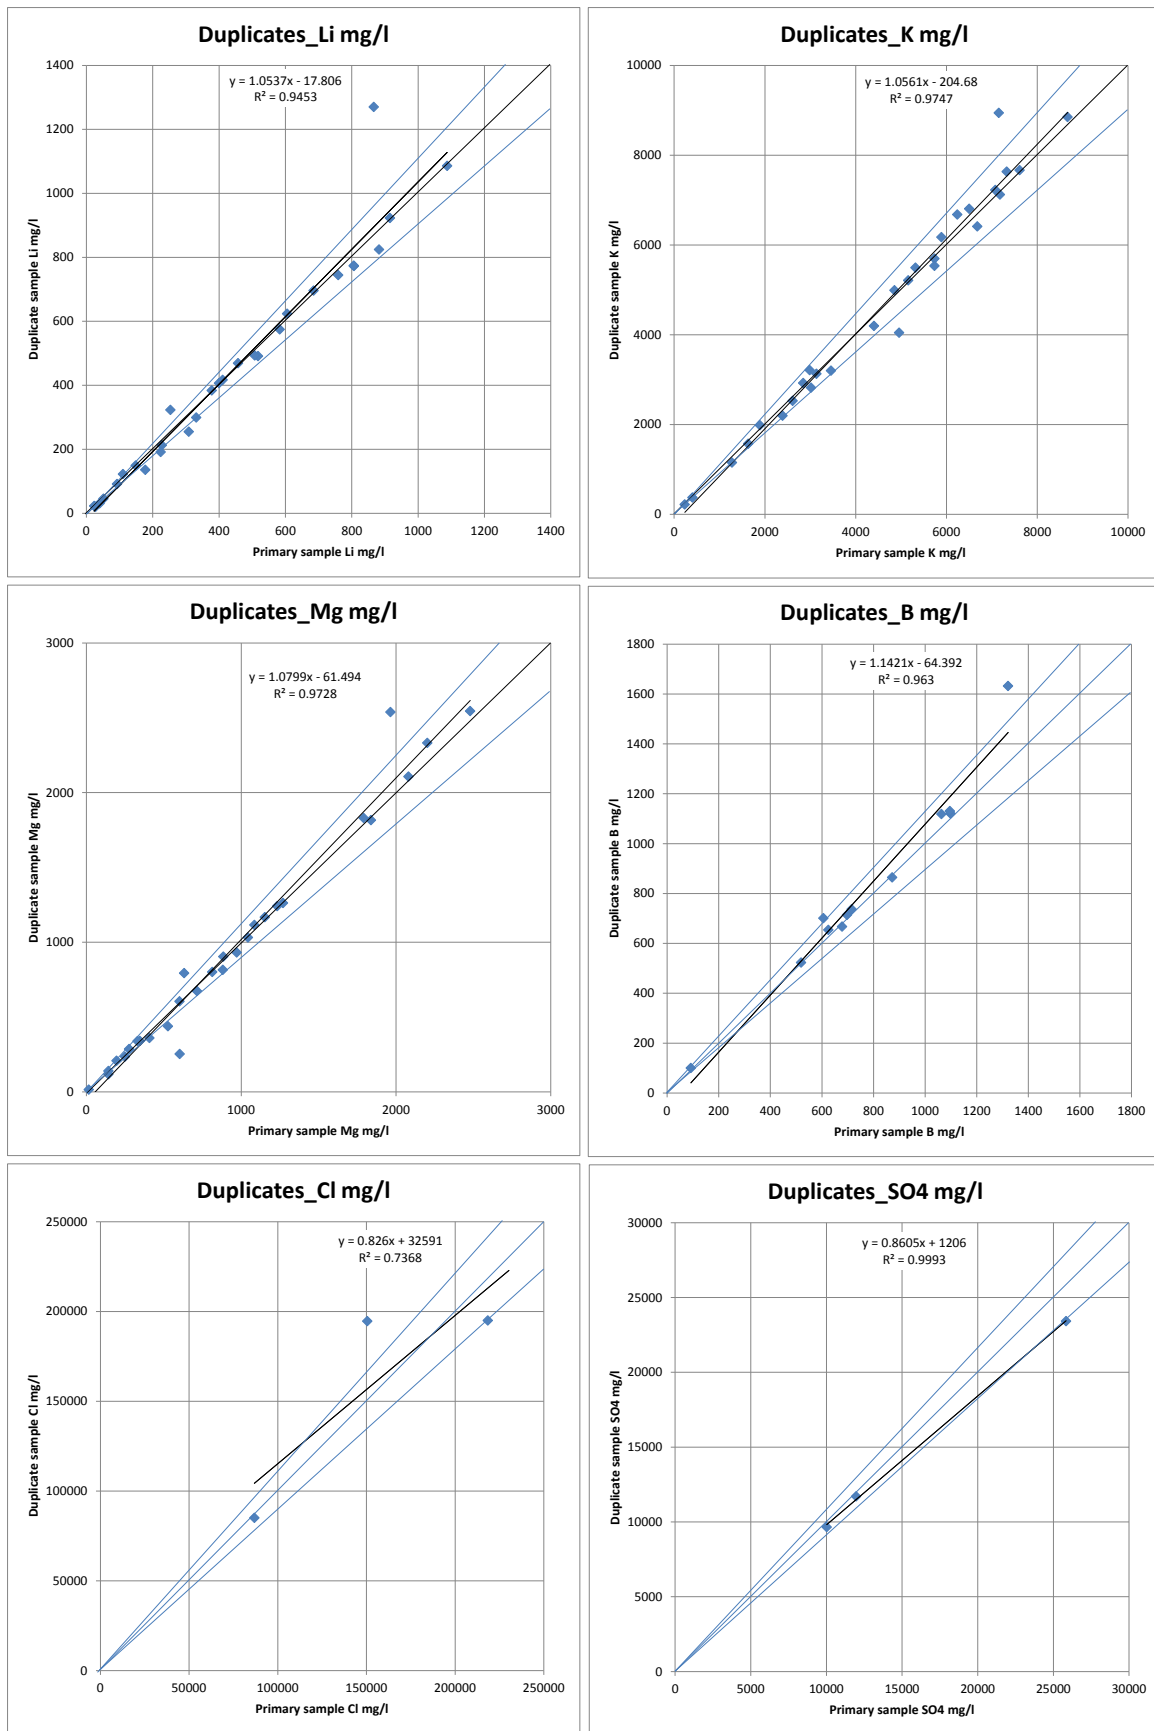 Duplicates_Li mg/l
y = 1.0537x - 17.806
R² = 0.9453
Duplicate sample Li mg/l
1400
1200
1000
800
600
400
200
0
0 200 400 600 800 1000 1200 1400
Primary sample Li mg/l
Duplicates_K mg/l
y = 1.0561x - 204.68
R² = 0.9747
Duplicate sample K mg/l
10000
8000
6000
4000
2000
0
0 2000 4000 6000 8000 10000
Primary sample K mg/l
Duplicates_Mg mg/l
y = 1.0799x - 61.494
R² = 0.9728
Duplicate sample Mg mg/l
3000
2000
1000
0
0 1000 2000 3000
Primary sample Mg mg/l
Duplicates_B mg/l
y = 1.1421x - 64.392
R² = 0.963
Duplicate sample B mg/l
1800
1600
1400
1200
1000
800
600
400
200
0
0 200 400 600 800 1000 1200 1400 1600 1800
Primary sample B mg/l
Duplicates_Cl mg/l
y = 0.826x + 32591
R² = 0.7368
Duplicate sample Cl mg/l
250000
200000
150000
100000
50000
0
0 50000 100000 150000 200000 250000
Primary sample Cl mg/l
Duplicates_SO4 mg/l
y = 0.8605x + 1206
R² = 0.9993
Duplicate sample SO4 mg/l
30000
25000
20000
15000
10000
5000
0
0 5000 10000 15000 20000 25000 30000
Primary sample SO4 mg/l